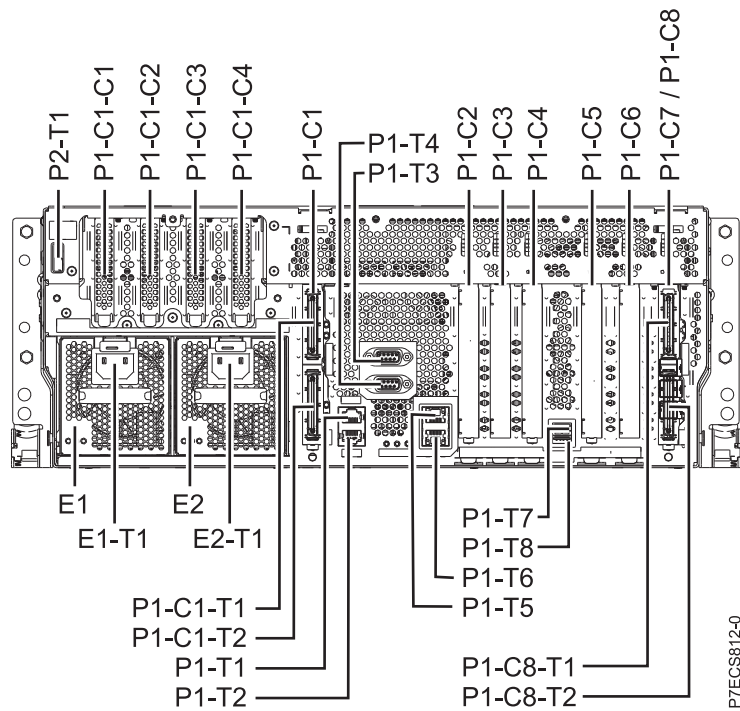 P2-T1
P1-C1-C1
P1-C1-C2
P1-C1-C3
P1-C1-C4
P1-C1
P1-T4
P1-T3
P1-C2
P1-C3
P1-C4
P1-C5
P1-C6
P1-C7 / P1-C8
E1
E2
E1-T1
E2-T1
P1-T7
P1-T8
P1-T6
P1-T5
P1-C1-T1
P1-C1-T2
P1-T1
P1-T2
P1-C8-T1
P1-C8-T2
P7ECS812-0